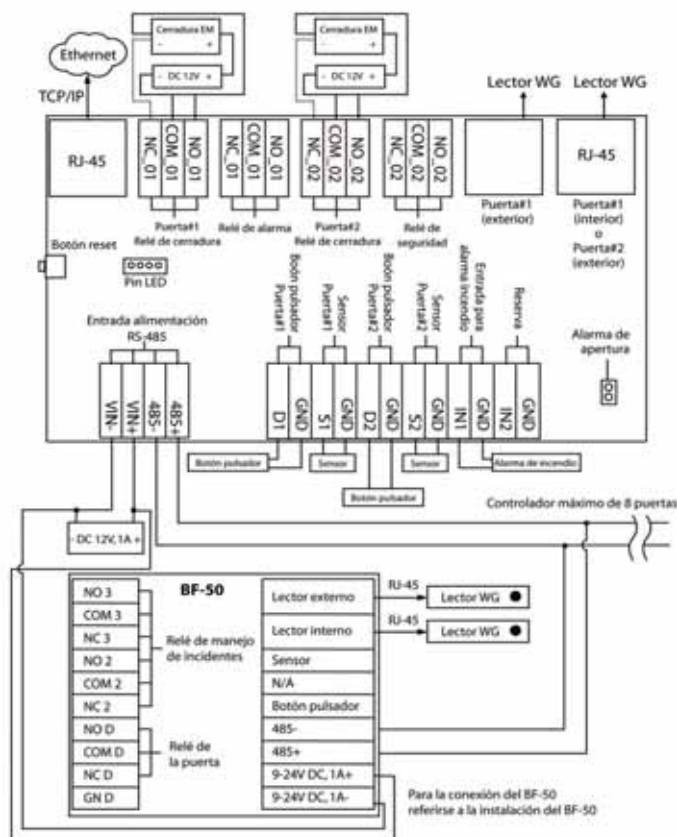 Cerradura EM
- +
- DC 12V +
Cerradura EM
- +
- DC 12V +
Ethernet
TCP/IP
Lector WG
Lector WG
RJ-45
NC_01
COM_01
NO_01
NC_01
COM_01
NO_01
NC_02
COM_02
NO_02
NC_02
COM_02
NO_02
RJ-45
Puerta#1
Relé de cerradura
Relé de alarma
Puerta#2
Relé de cerradura
Relé de
seguridad
Puerta#1
(exterior)
Puerta#1
(interior)
o
Puerta#2
(exterior)
Botón reset
Pin LED
Entrada alimentación
RS-485
Boón pulsador
Puerta#1
Sensor
Puerta#1
Boón pulsador
Puerta#2
Sensor
Puerta#2
Entrada para
alarma incendio
Reserva
Alarma de
apertura
VIN-
VIN+
485-
485+
D1
GND
S1
GND
D2
GND
S2
GND
IN1
GND
IN2
GND
Botón pulsador
Sensor
Botón pulsador
Sensor
Alarma de incendio
Controlador máximo de 8 puertas
- DC 12V, 1A +
BF-50
NO 3
COM 3
NC 3
NO 2
COM 2
NC 2
NO D
COM D
NC D
GN D
Relé de manejo
de incidentes
Relé de
la puerta
Lector externo
Lector interno
Sensor
N/A
Botón pulsador
485-
485+
9-24V DC, 1A+
9-24V DC, 1A-
RJ-45
Lector WG
RJ-45
Lector WG
Para la conexión del BF-50
referirse a la instalación del BF-50